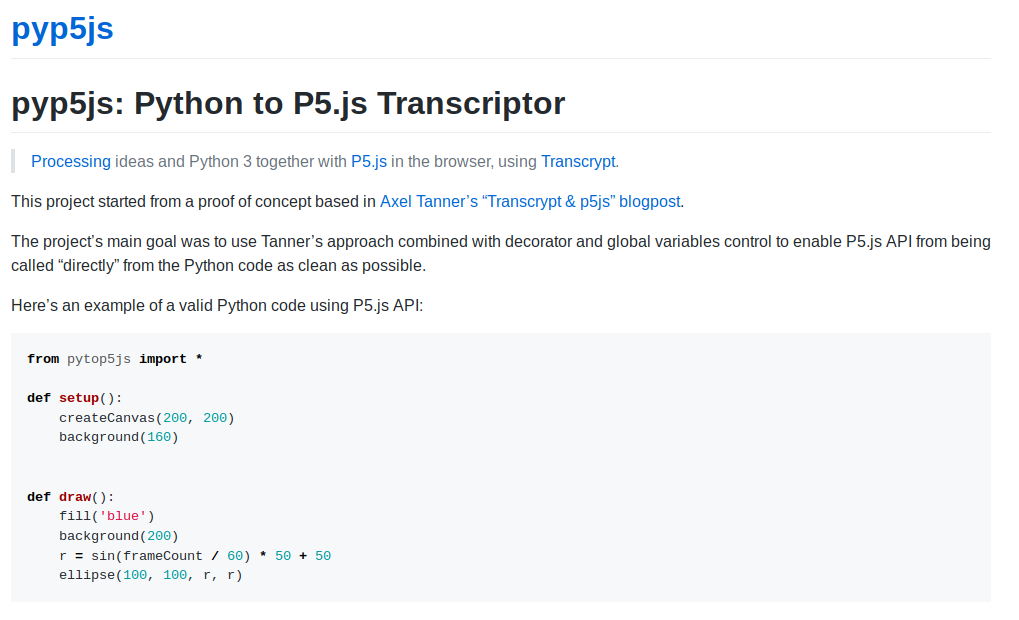 pyp5js
pyp5js: Python to P5.js Transcriptor
Processing ideas and Python 3 together with P5.js in the browser, using Transcrypt.
This project started from a proof of concept based in Axel Tanner’s “Transcrypt & p5js” blogpost.
The project’s main goal was to use Tanner’s approach combined with decorator and global variables control to enable P5.js API from being
called “directly” from the Python code as clean as possible.
Here’s an example of a valid Python code using P5.js API:
from pytop5js import *
def setup():
    createCanvas(200, 200)
    background(160)
def draw():
    fill('blue')
    background(200)
    r = sin(frameCount / 60) * 50 + 50
    ellipse(100, 100, r, r)